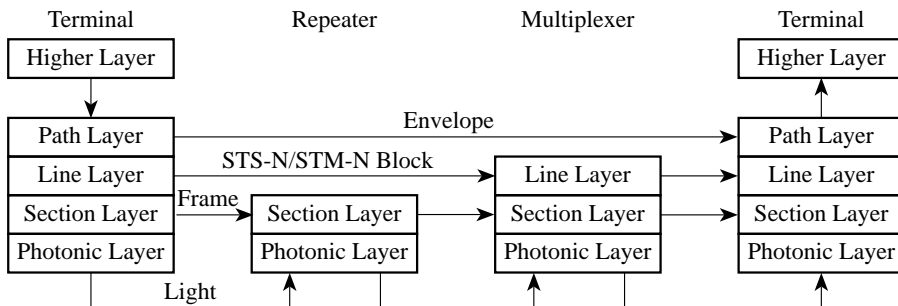 Terminal Repeater Multiplexer Terminal
Higher Layer Higher Layer
Envelope
Path Layer Path Layer
STS-N/STM-N Block
Line Layer Line Layer Line Layer
Frame
Section Layer Section Layer Section Layer Section Layer
Photonic Layer Photonic Layer Photonic Layer Photonic Layer
Light